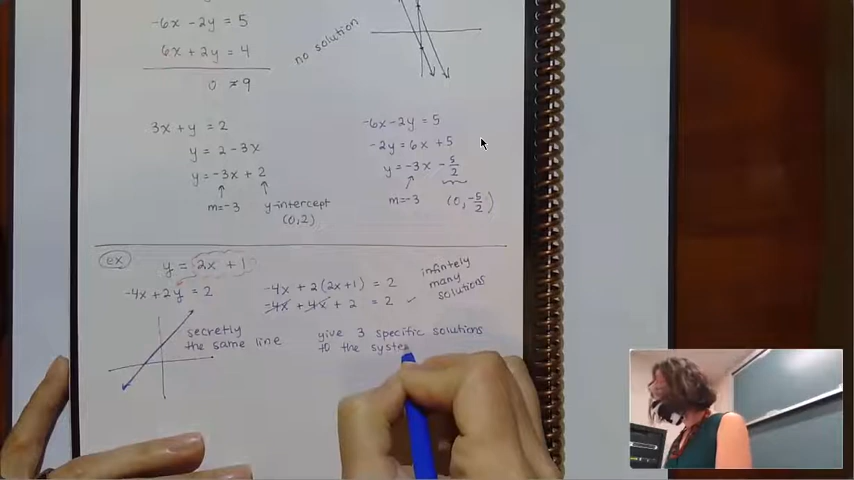 -6x -2y = 5
6x + 2y = 4
0 ≠ 9
no solution
3x + y = 2
y = 2 - 3x
y = -3x + 2
m = -3
y-intercept
(0,2)
-6x - 2y = 5
-2y = 6x + 5
y = -3x - 5/2
m = -3
(0, -5/2)
ex
y = 2x + 1
-4x + 2y = 2
-4x + 2(2x+1) = 2
-4x + 4x + 2 = 2 ✓
infintely
many
solutions
secretly
the same line
give 3 specific solutions
to the syste